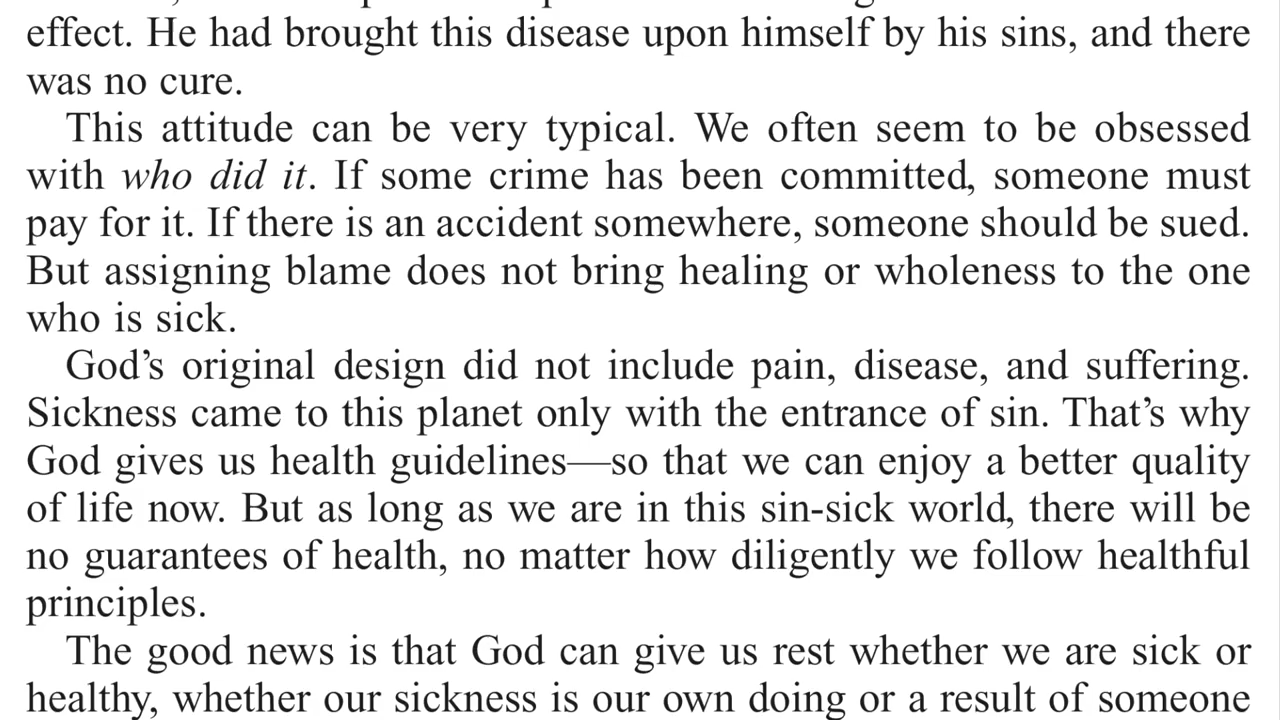 effect. He had brought this disease upon himself by his sins, and there
was no cure.
This attitude can be very typical. We often seem to be obsessed
with who did it. If some crime has been committed, someone must
pay for it. If there is an accident somewhere, someone should be sued.
But assigning blame does not bring healing or wholeness to the one
who is sick.
God’s original design did not include pain, disease, and suffering.
Sickness came to this planet only with the entrance of sin. That’s why
God gives us health guidelines—so that we can enjoy a better quality
of life now. But as long as we are in this sin-sick world, there will be
no guarantees of health, no matter how diligently we follow healthful
principles.
The good news is that God can give us rest whether we are sick or
healthy, whether our sickness is our own doing or a result of someone